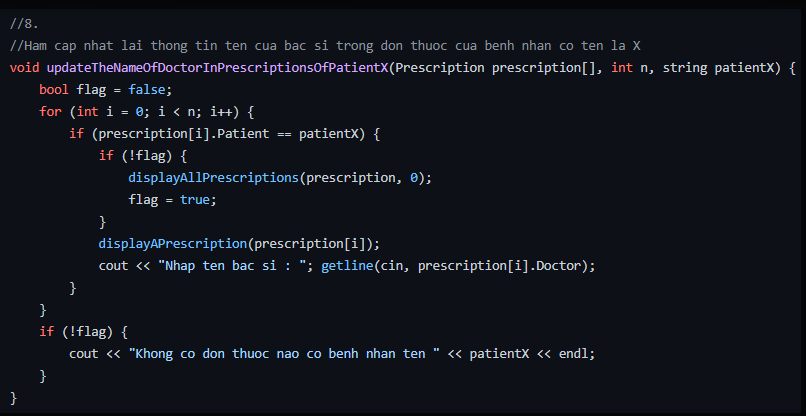 //8.
//Ham cap nhat lai thong tin ten cua bac si trong don thuoc cua benh nhan co ten la X
void updateTheNameOfDoctorInPrescriptionsOfPatientX(Prescription prescription[], int n, string patientX) {
    bool flag = false;
    for (int i = 0; i < n; i++) {
        if (prescription[i].Patient == patientX) {
            if (!flag) {
                displayAllPrescriptions(prescription, 0);
                flag = true;
            }
            displayAPrescription(prescription[i]);
            cout << "Nhap ten bac si : "; getline(cin, prescription[i].Doctor);
        }
    }
    if (!flag) {
        cout << "Khong co don thuoc nao co benh nhan ten " << patientX << endl;
    }
}